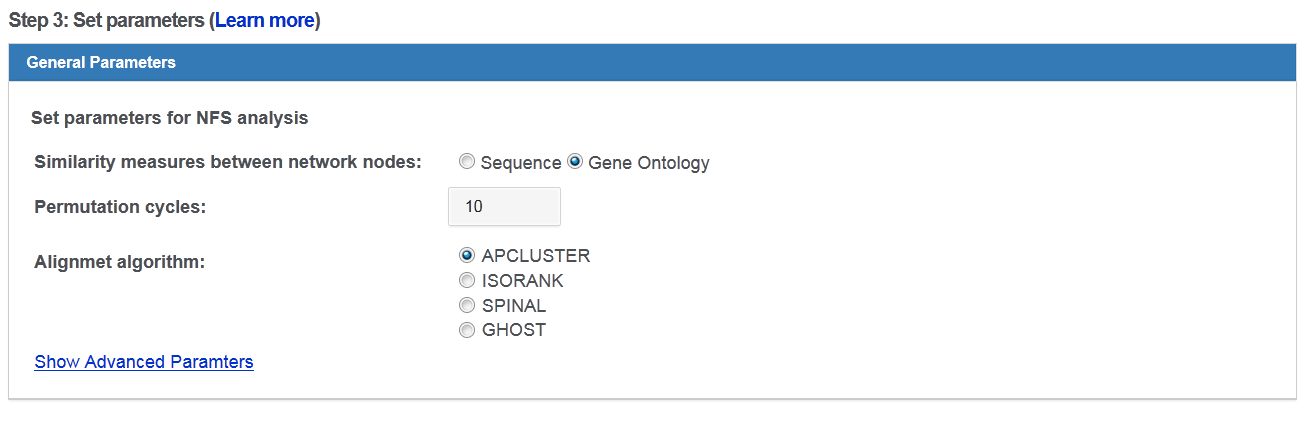 Step 3: Set parameters (Learn more)
General Parameters
Set parameters for NFS analysis
Similarity measures between network nodes: Sequence Gene Ontology
Permutation cycles: 10
Alignmet algorithm: APCLUSTER
ISORANK
SPINAL
GHOST
Show Advanced Paramters